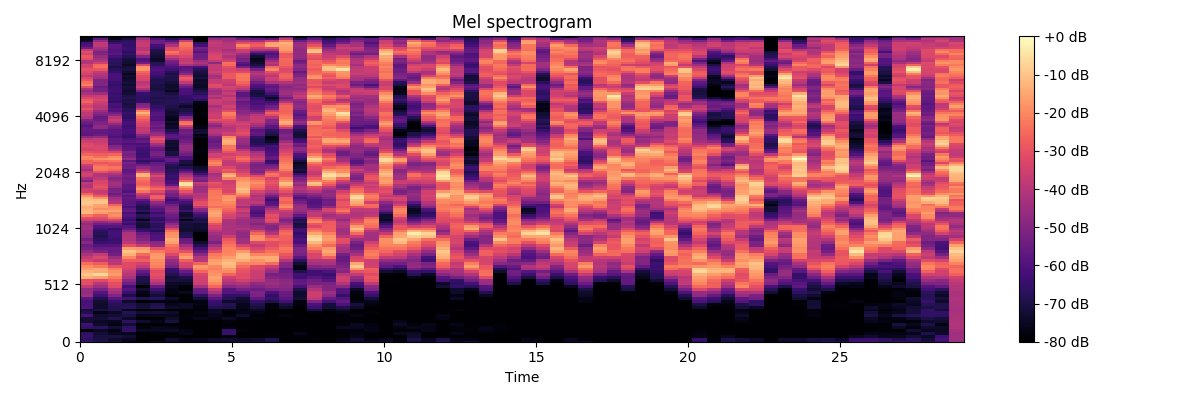 Mel spectrogram
+0 dB
-10 dB
-20 dB
-30 dB
-40 dB
-50 dB
-60 dB
-70 dB
-80 dB
Hz
8192
4096
2048
1024
512
0
0 5 10 15 20 25
Time